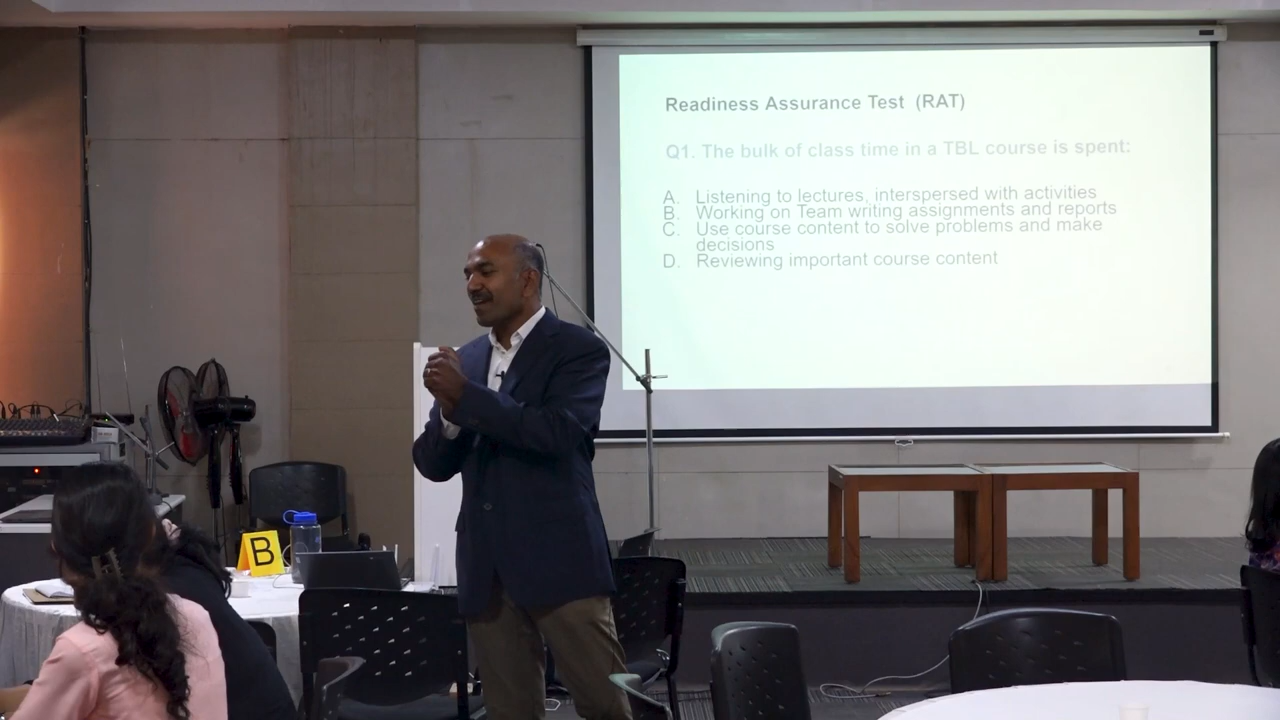 Readiness Assurance Test (RAT)
Q1. The bulk of class time in a TBL course is spent:
A. Listening to lectures, interspersed with activities
B. Working on Team writing assignments and reports
C. Use course content to solve problems and make
decisions
D. Reviewing important course content
B